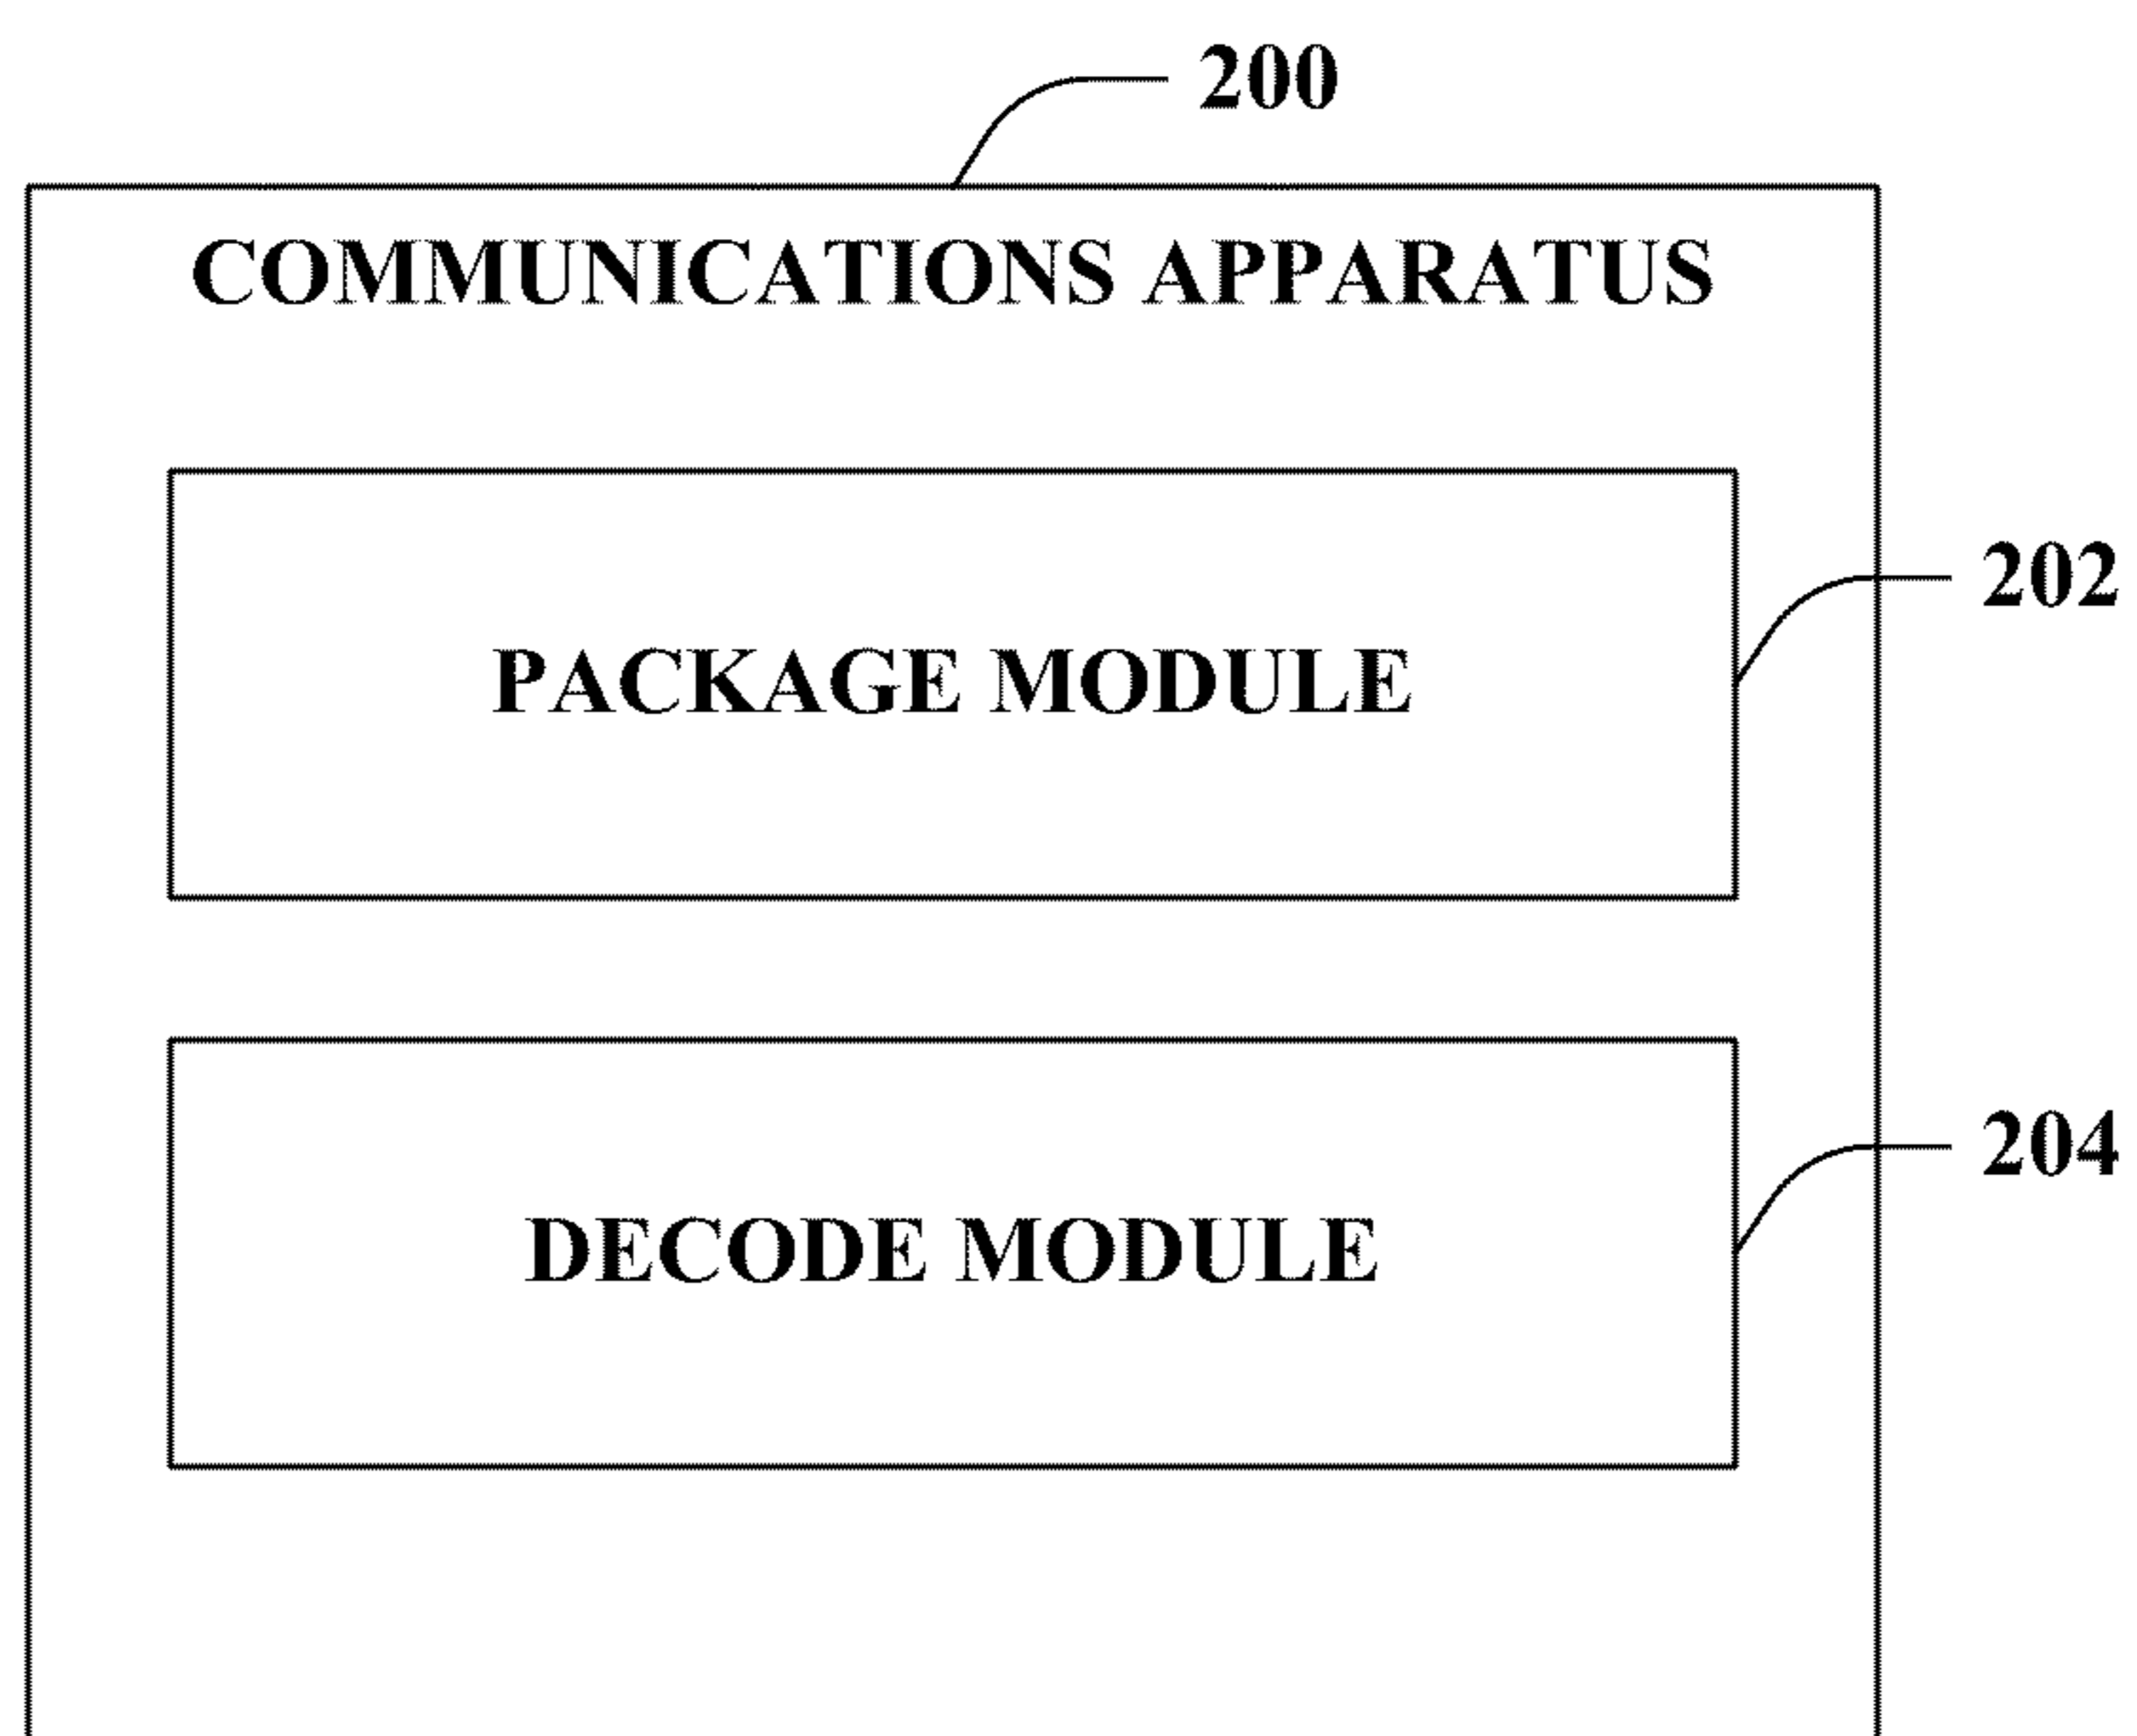 200
COMMUNICATIONS APPARATUS
202
PACKAGE MODULE
204
DECODE MODULE